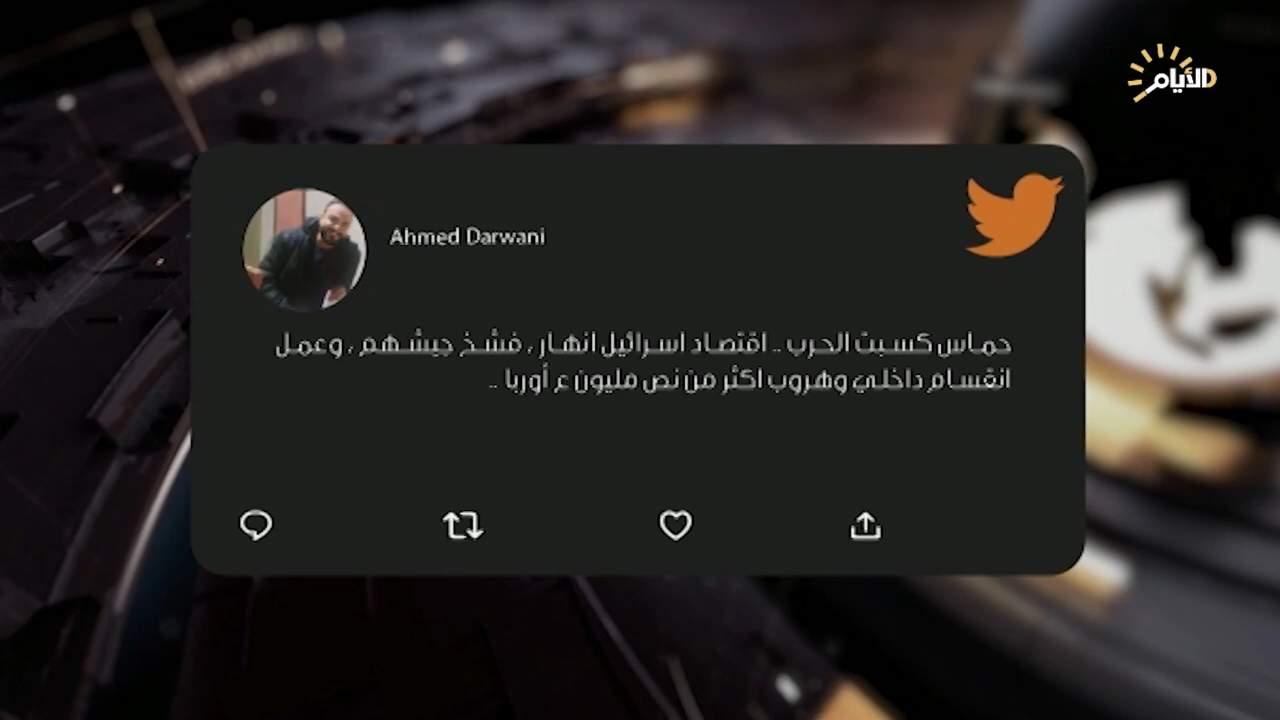 الأيام
Ahmed Darwani
حماس كسبت الحرب .. اقتصاد اسرائيل انهار ، فشخ جيشهم ، وعمل
انقسام داخلي وهروب اكثر من نص مليون ع أوربا ..